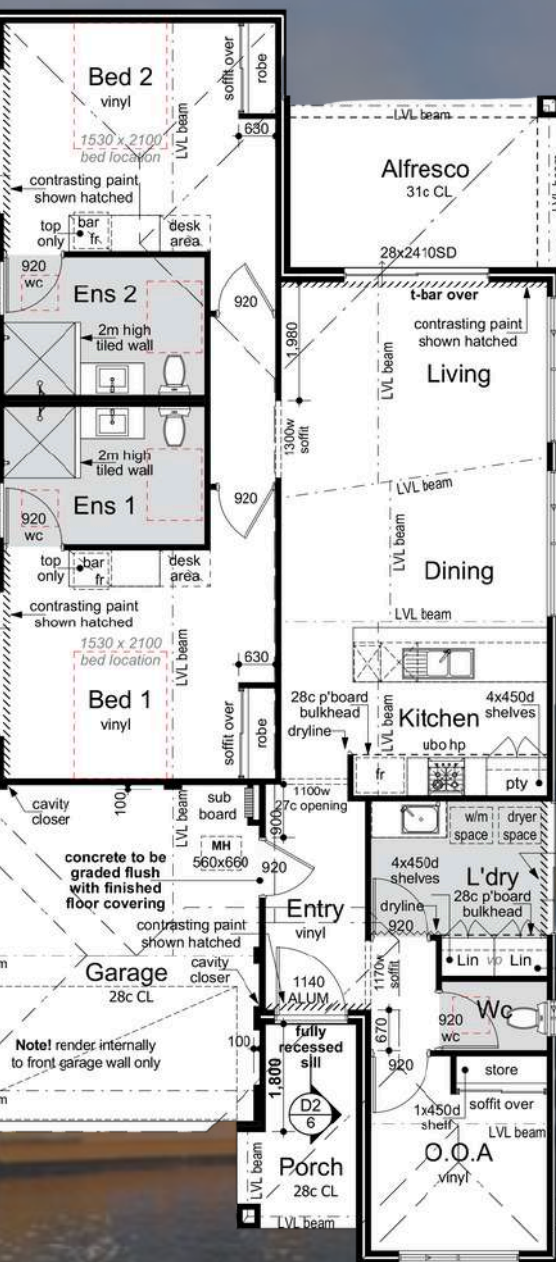 Bed 2
vinyl
soffit over
robe
1530 x 2100
bed location
LVL beam
630
contrasting paint
shown hatched
top
only
bar
fr
desk
area
920
wc
Ens 2
920
2m high
tiled wall
LVL beam
Alfresco
31c CL
LVL beam
28x2410SD
t-bar over
contrasting paint
shown hatched
1,980
LVL beam
Living
1300w
soffit
2m high
tiled wall
Ens 1
920
wc
920
LVL beam
LVL beam
Dining
top
only
bar
fr
desk
area
contrasting paint
shown hatched
1530 x 2100
bed location
LVL beam
630
LVL beam
Bed 1
vinyl
soffit over
robe
28c p'board
bulkhead
dryline
LVL beam
Kitchen
ubo hp
4x450d
shelves
fr
pty
cavity
closer
100
LVL beam
sub
board
1100w
27c opening
900
MH
560x660
920
concrete to be
graded flush
with finished
floor covering
w/m
space
dryer
space
4x450d
shelves
L'dry
28c p'board
bulkhead
dryline
920
Entry
vinyl
contrasting paint
shown hatched
cavity
closer
Garage
28c CL
1140
ALUM
1170w
soffit
Lin
vp
Lin
Wc
920
wc
670
Note! render internally
to front garage wall only
100
fully
recessed
sill
1,800
920
store
D2
6
1x450d
shelf
soffit over
LVL beam
O.O.A
vinyl
Porch
28c CL
LVL beam
LVL beam